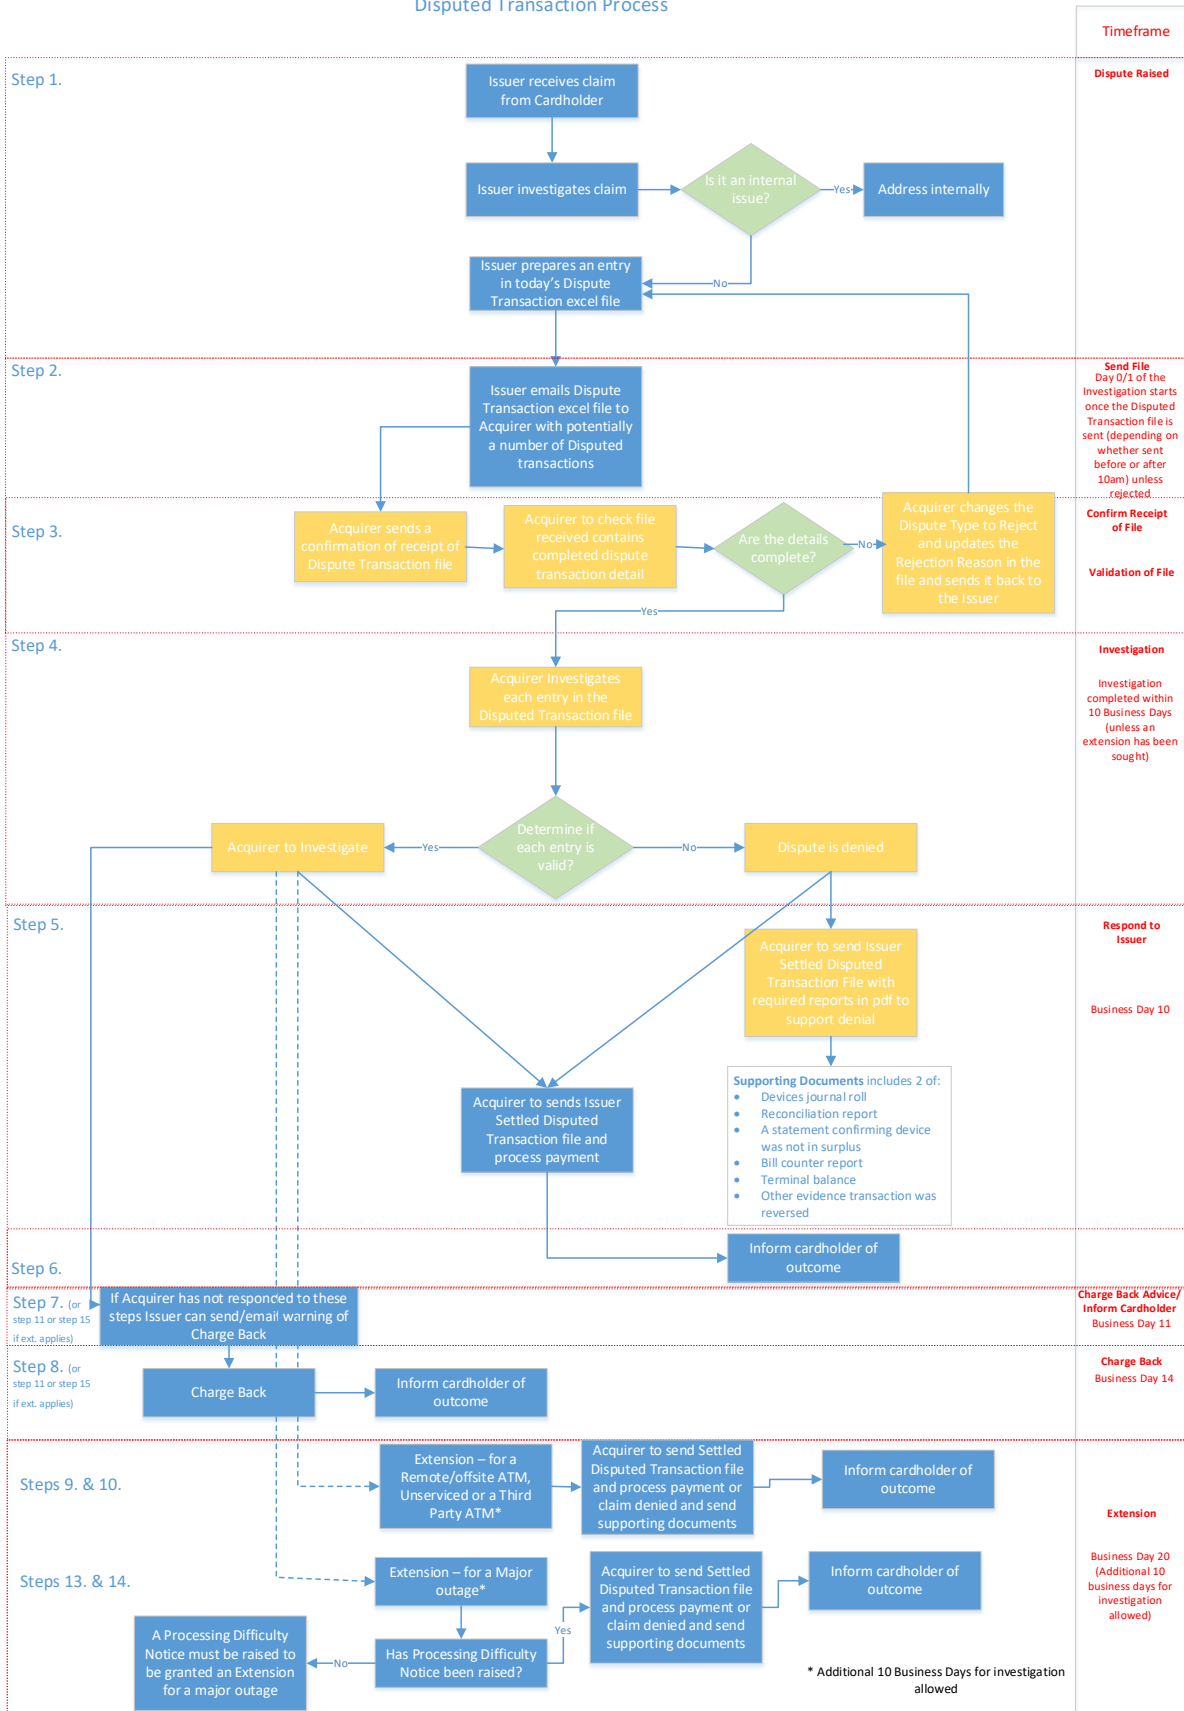 Disputed Transaction Process
Timeframe
Step 1.
Dispute Raised
Issuer receives claim
from Cardholder
Issuer investigates claim
Is it an internal
issue?
Yes
Address internally
No
Issuer prepares an entry
in today's Dispute
Transaction excel file
Step 2.
Issuer emails Dispute
Transaction excel file to
Acquirer with potentially
a number of Disputed
transactions
Send File
Day 0/1 of the
Investigation starts
once the Disputed
Transaction file is
sent (depending on
whether sent
before or after
10am) unless
rejected
Step 3.
Acquirer sends a
confirmation of receipt of
Dispute Transaction file
Acquirer to check file
received contains
completed dispute
transaction detail
Are the details
complete?
No
Acquirer changes the
Dispute Type to Reject
and updates the
Rejection Reason in the
file and sends it back to
the Issuer
Yes
Confirm Receipt
of File
Validation of File
Step 4.
Acquirer Investigates
each entry in the
Disputed Transaction file
Investigation
Investigation
completed within
10 Business Days
(unless an
extension has been
sought)
Acquirer to Investigate
Yes
Determine if
each entry is
valid?
No
Dispute is denied
Step 5.
Respond to
Issuer
Business Day 10
Acquirer to send Issuer
Settled Disputed
Transaction File with
required reports in pdf to
support denial
Acquirer to sends Issuer
Settled Disputed
Transaction file and
process payment
Supporting Documents includes 2 of:
• Devices journal roll
• Reconciliation report
• A statement confirming device
was not in surplus
• Bill counter report
• Terminal balance
• Other evidence transaction was
reversed
Step 6.
Inform cardholder of
outcome
Step 7. (or
step 11 or step 15
if ext. applies)
If Acquirer has not responded to these
steps Issuer can send/email warning of
Charge Back
Charge Back Advice/
Inform Cardholder
Business Day 11
Step 8. (or
step 11 or step 15
if ext. applies)
Charge Back
Inform cardholder of
outcome
Charge Back
Business Day 14
Steps 9. & 10.
Extension – for a
Remote/offsite ATM,
Unserviced or a Third
Party ATM*
Acquirer to send Settled
Disputed Transaction file
and process payment or
claim denied and send
supporting documents
Inform cardholder of
outcome
Extension
Business Day 20
(Additional 10
business days for
investigation
allowed)
Steps 13. & 14.
Extension – for a Major
outage*
Acquirer to send Settled
Disputed Transaction file
and process payment or
claim denied and send
supporting documents
Inform cardholder of
outcome
Yes
A Processing Difficulty
Notice must be raised to
be granted an Extension
for a major outage
No
Has Processing Difficulty
Notice been raised?
* Additional 10 Business Days for investigation
allowed